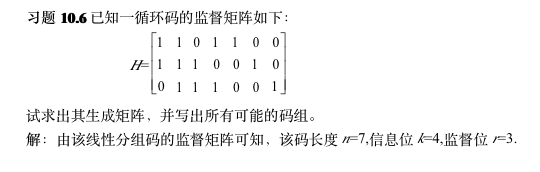 习题 10.6 已知一循环码的监督矩阵如下：
1 1 0 1 1 0 0
H= 1 1 1 0 0 1 0
0 1 1 1 0 0 1
试求出其生成矩阵，并写出所有可能的码组。
解：由该线性分组码的监督矩阵可知，该码长度 n=7,信息位 k=4,监督位 r=3.